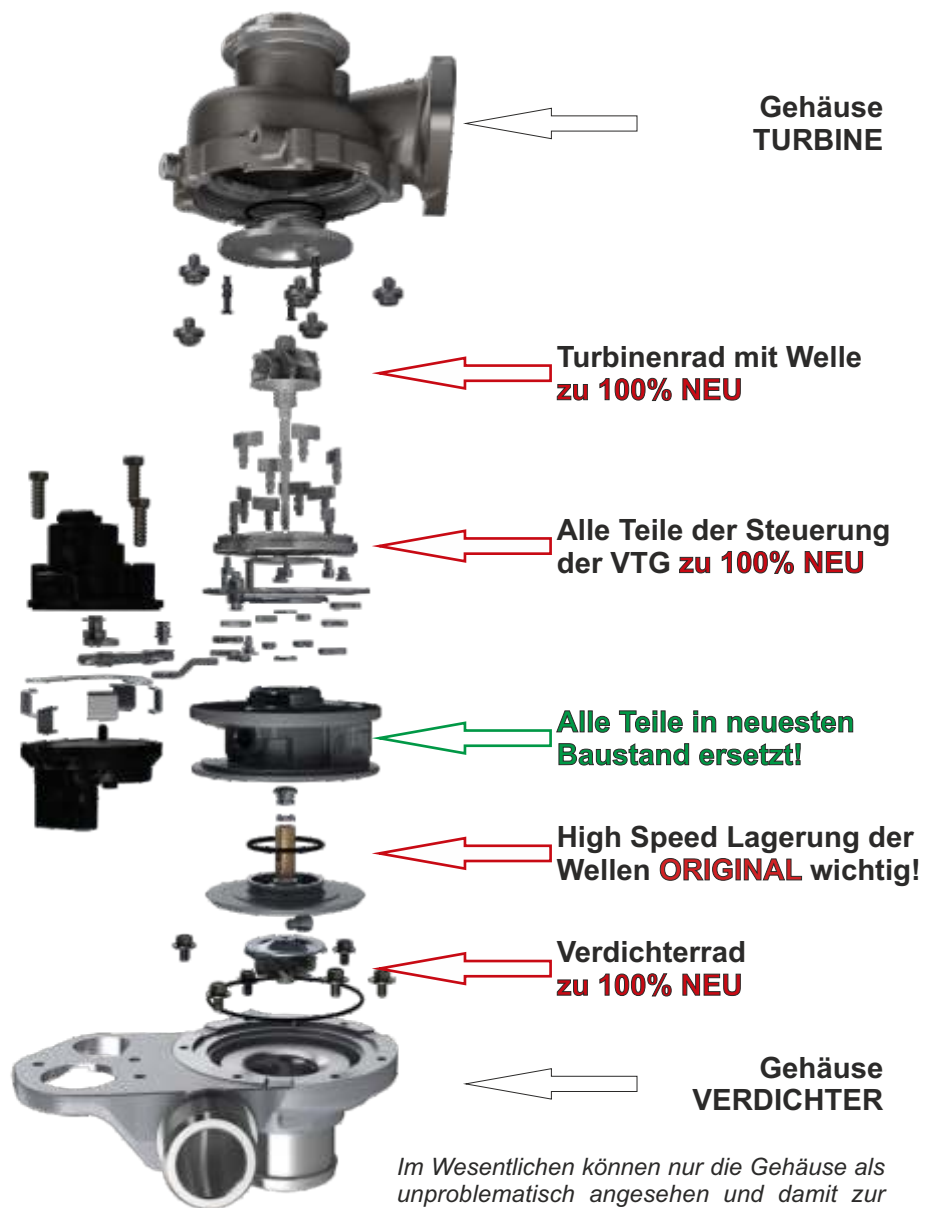 Gehäuse
TURBINE
Turbinenrad mit Welle
zu 100% NEU
Alle Teile der Steuerung
der VTG zu 100% NEU
Alle Teile in neuesten
Baustand ersetzt!
High Speed Lagerung der
Wellen ORIGINAL wichtig!
Verdichterrad
zu 100% NEU
Gehäuse
VERDICHTER
Im Wesentlichen können nur die Gehäuse als
unproblematisch angesehen und damit zur